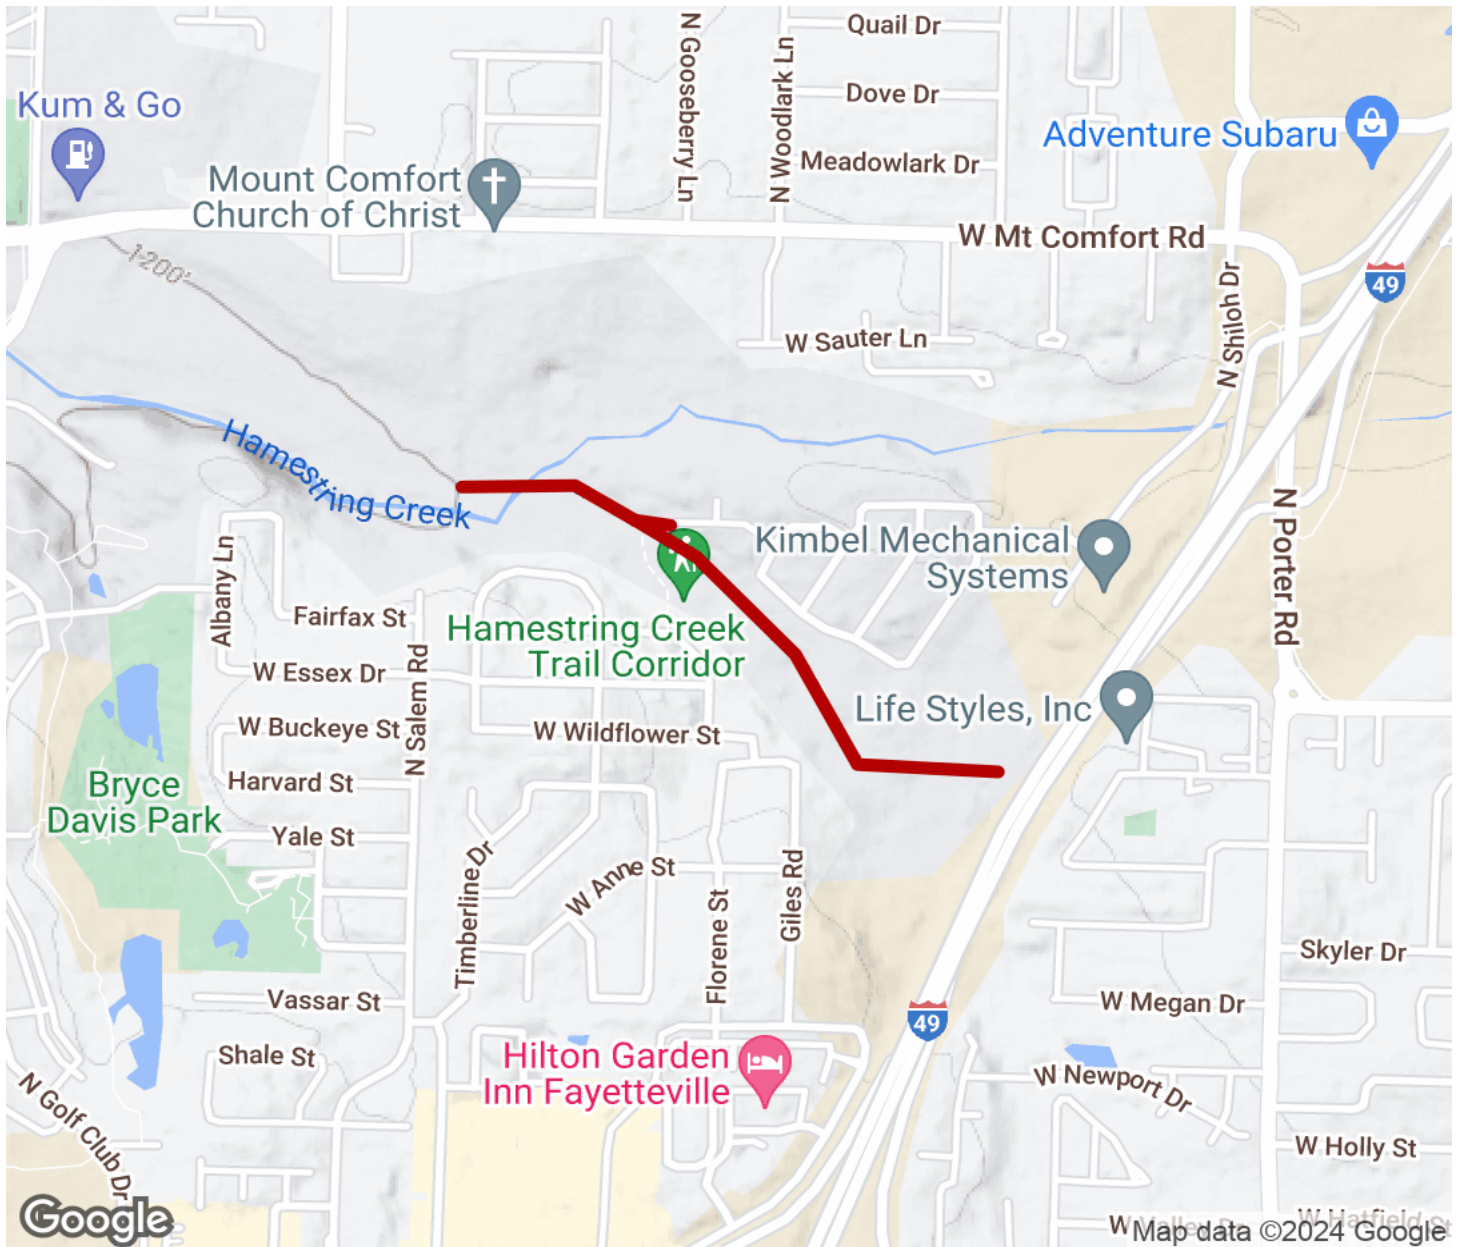 Quail Dr
N Gooseberry Ln
N Woodlark Ln
Dove Dr
Kum & Go
Adventure Subaru
Meadowlark Dr
Mount Comfort
Church of Christ
W Mt Comfort Rd
1200'
49
N Shiloh Dr
W Sauter Ln
Hamestring Creek
N Porter Rd
Kimbel Mechanical
Systems
Albany Ln
Fairfax St
Hamestring Creek
Trail Corridor
W Essex Dr
N Salem Rd
Life Styles, Inc
W Buckeye St
W Wildflower St
Harvard St
Bryce
Davis Park
Yale St
Timberline Dr
W Anne St
Giles Rd
Florene St
Skyler Dr
Vassar St
W Megan Dr
49
Shale St
Hilton Garden
Inn Fayetteville
W Newport Dr
N Golf Club Dr
W Holly St
W Hatfield St
Google
Map data ©2024 Google